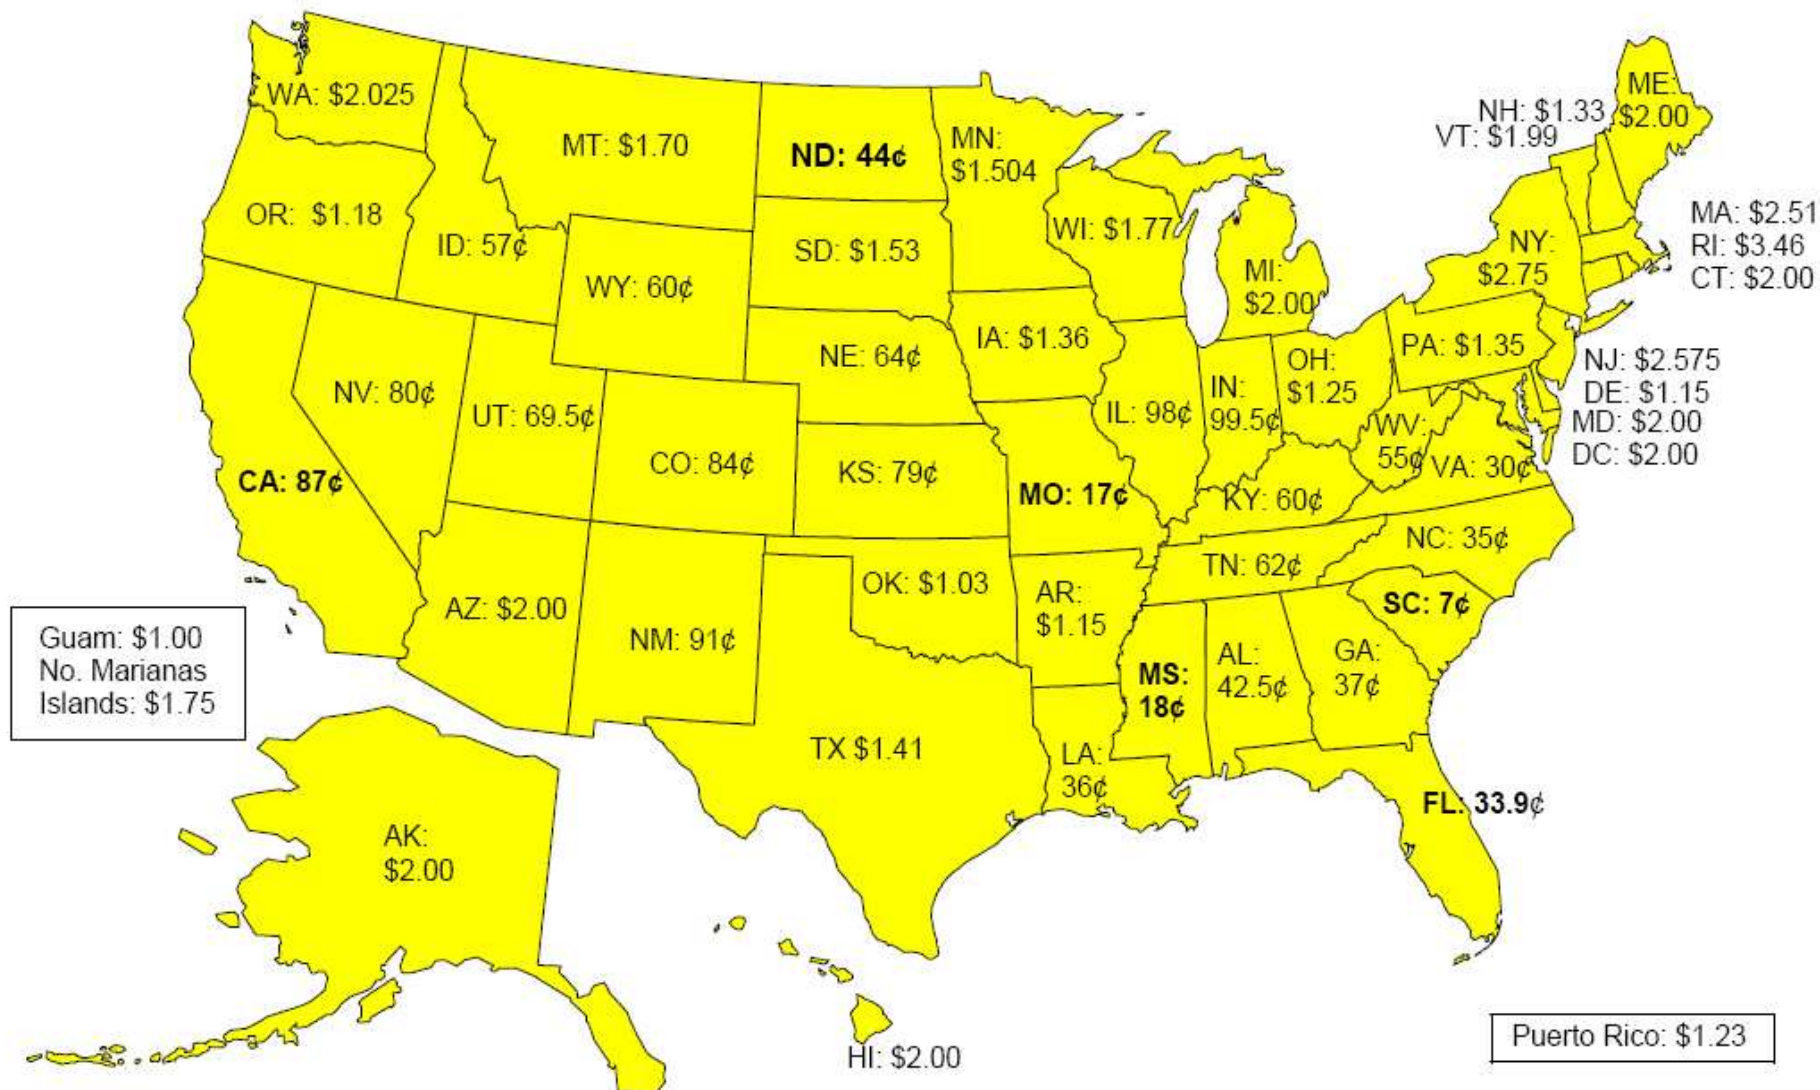 WA: $2.025
MT: $1.70
ND: 44¢
MN:
$1.504
ME:
$2.00
NH: $1.33
VT: $1.99
OR:  $1.18
ID: 57¢
WY: 60¢
SD: $1.53
WI: $1.77
MI:
$2.00
NY:
$2.75
MA: $2.51
RI: $3.46
CT: $2.00
NV: 80¢
UT: 69.5¢
CO: 84¢
NE: 64¢
KS: 79¢
IA: $1.36
IL: 98¢
IN:
99.5¢
OH:
$1.25
PA: $1.35
NJ: $2.575
DE: $1.15
MD: $2.00
DC: $2.00
CA: 87¢
MO: 17¢
WV:
55¢
VA: 30¢
KY: 60¢
NC: 35¢
TN: 62¢
SC: 7¢
AZ: $2.00
NM: 91¢
OK: $1.03
AR:
$1.15
MS:
18¢
AL:
42.5¢
GA:
37¢
TX $1.41
LA:
36¢
FL: 33.9¢
Guam: $1.00
No. Marianas
Islands: $1.75
AK:
$2.00
HI: $2.00
Puerto Rico: $1.23